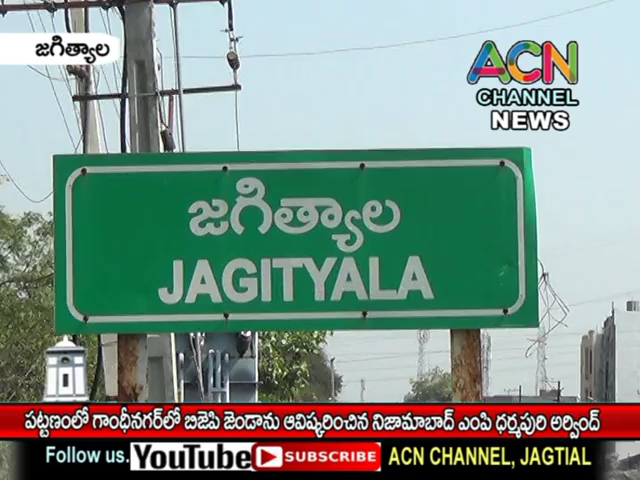 జగిత్యాల
ACN
CHANNEL
NEWS
జగిత్యాల
JAGITYALA
పట్టణంలో గాంధీనగర్‌లో బిజెపి జెండాను ఆవిష్కరించిన నిజామాబాద్ ఎంపి ధర్మపురి అర్వింద్
Follow us. YouTube SUBSCRIBE ACN CHANNEL, JAGTIAL